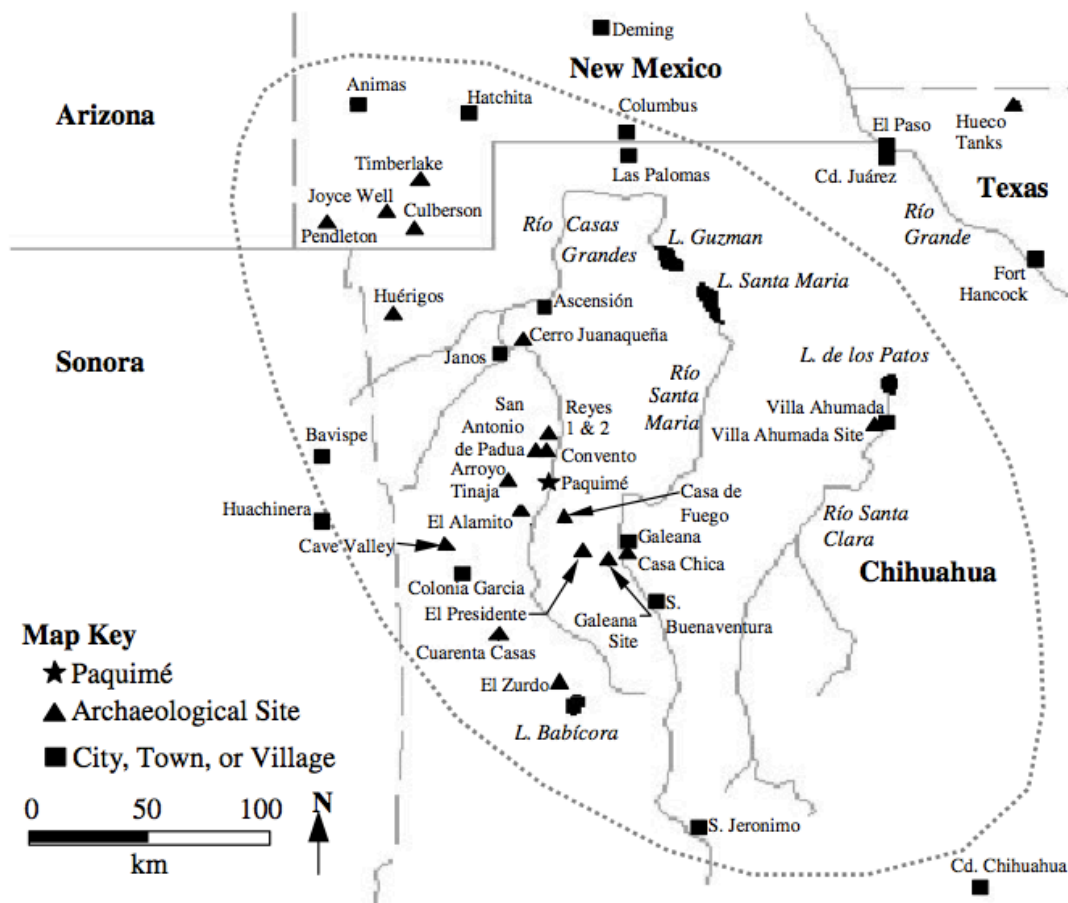 Deming
New Mexico
Animas
Hatchita
Arizona
Columbus
El Paso
Hueco
Tanks
Timberlake
Las Palomas
Cd. Juárez
Texas
Joyce Well
Culberson
Pendleton
Río Casas
Grandes
L. Guzman
Río
Grande
Fort
Hancock
L. Santa Maria
Huérigos
Ascensión
Cerro Juanaqueña
Sonora
Janos
L. de los Patos
Río
Santa
Maria
San
Antonio
de Padua
Reyes
1 & 2
Villa Ahumada
Villa Ahumada Site
Bavispe
Convento
Arroyo
Tinaja
Paquimé
Casa de
Fuego
Huachinera
El Alamito
Río Santa
Clara
Cave Valley
Galeana
Casa Chica
Chihuahua
Colonia Garcia
El Presidente
Galeana
Site
S.
Buenaventura
Map Key
Paquimé
Archaeological Site
City, Town, or Village
Cuarenta Casas
El Zurdo
L. Babícora
0 50 100
km
N
S. Jeronimo
Cd. Chihuahua